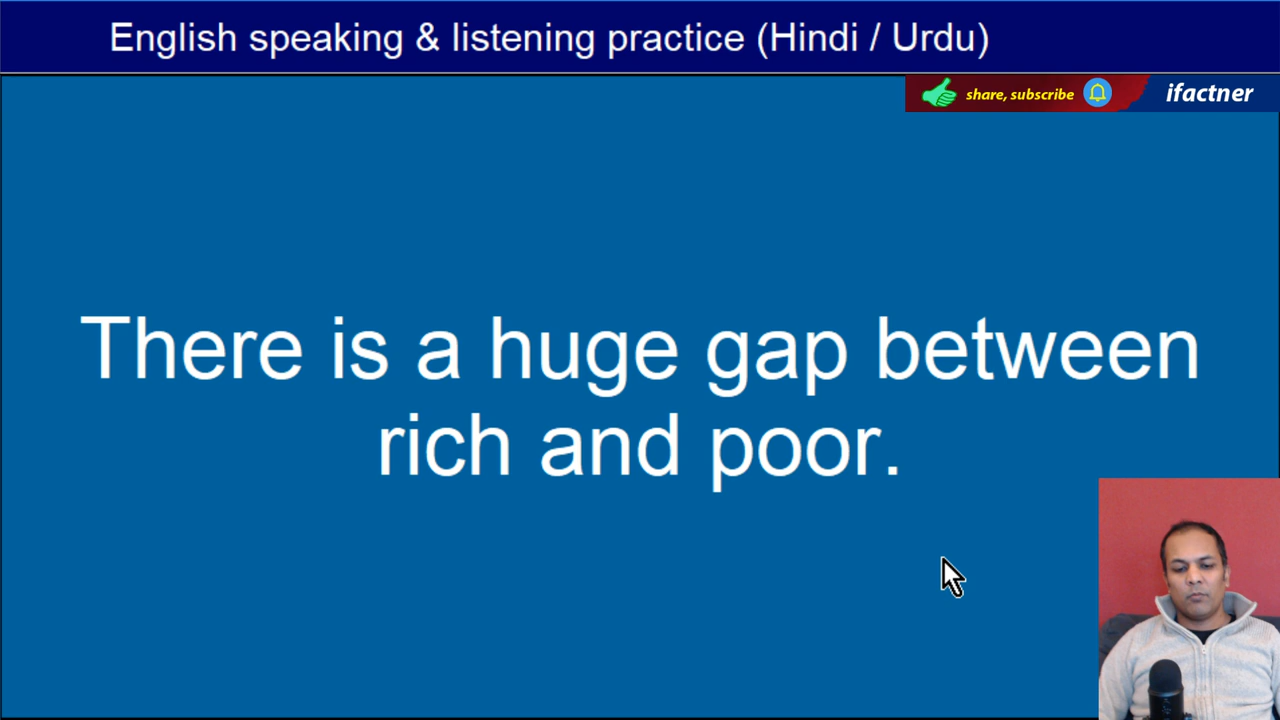 English speaking & listening practice (Hindi / Urdu)
share, subscribe
ifactner
There is a huge gap between
rich and poor.